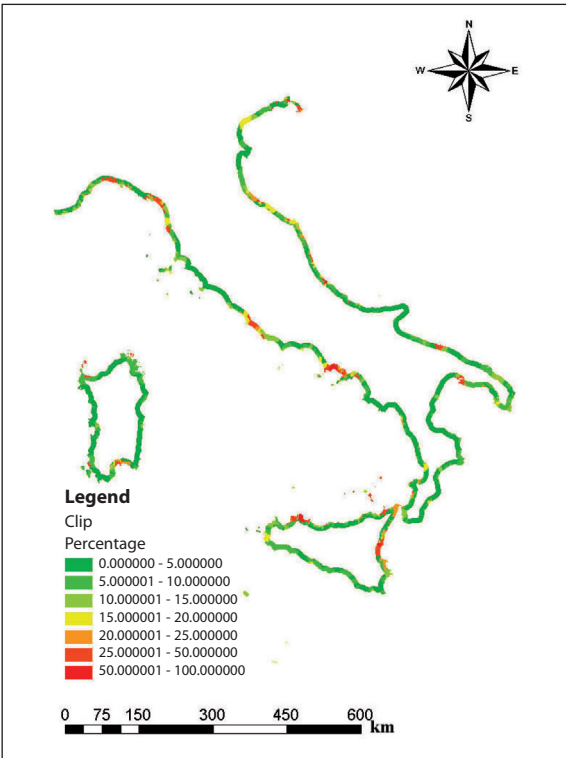 N
W E
S
Legend
Clip
Percentage
0.000000 - 5.000000
5.000001 - 10.000000
10.000001 - 15.000000
15.000001 - 20.000000
20.000001 - 25.000000
25.000001 - 50.000000
50.000001 - 100.000000
0 75 150 300 450 600
km